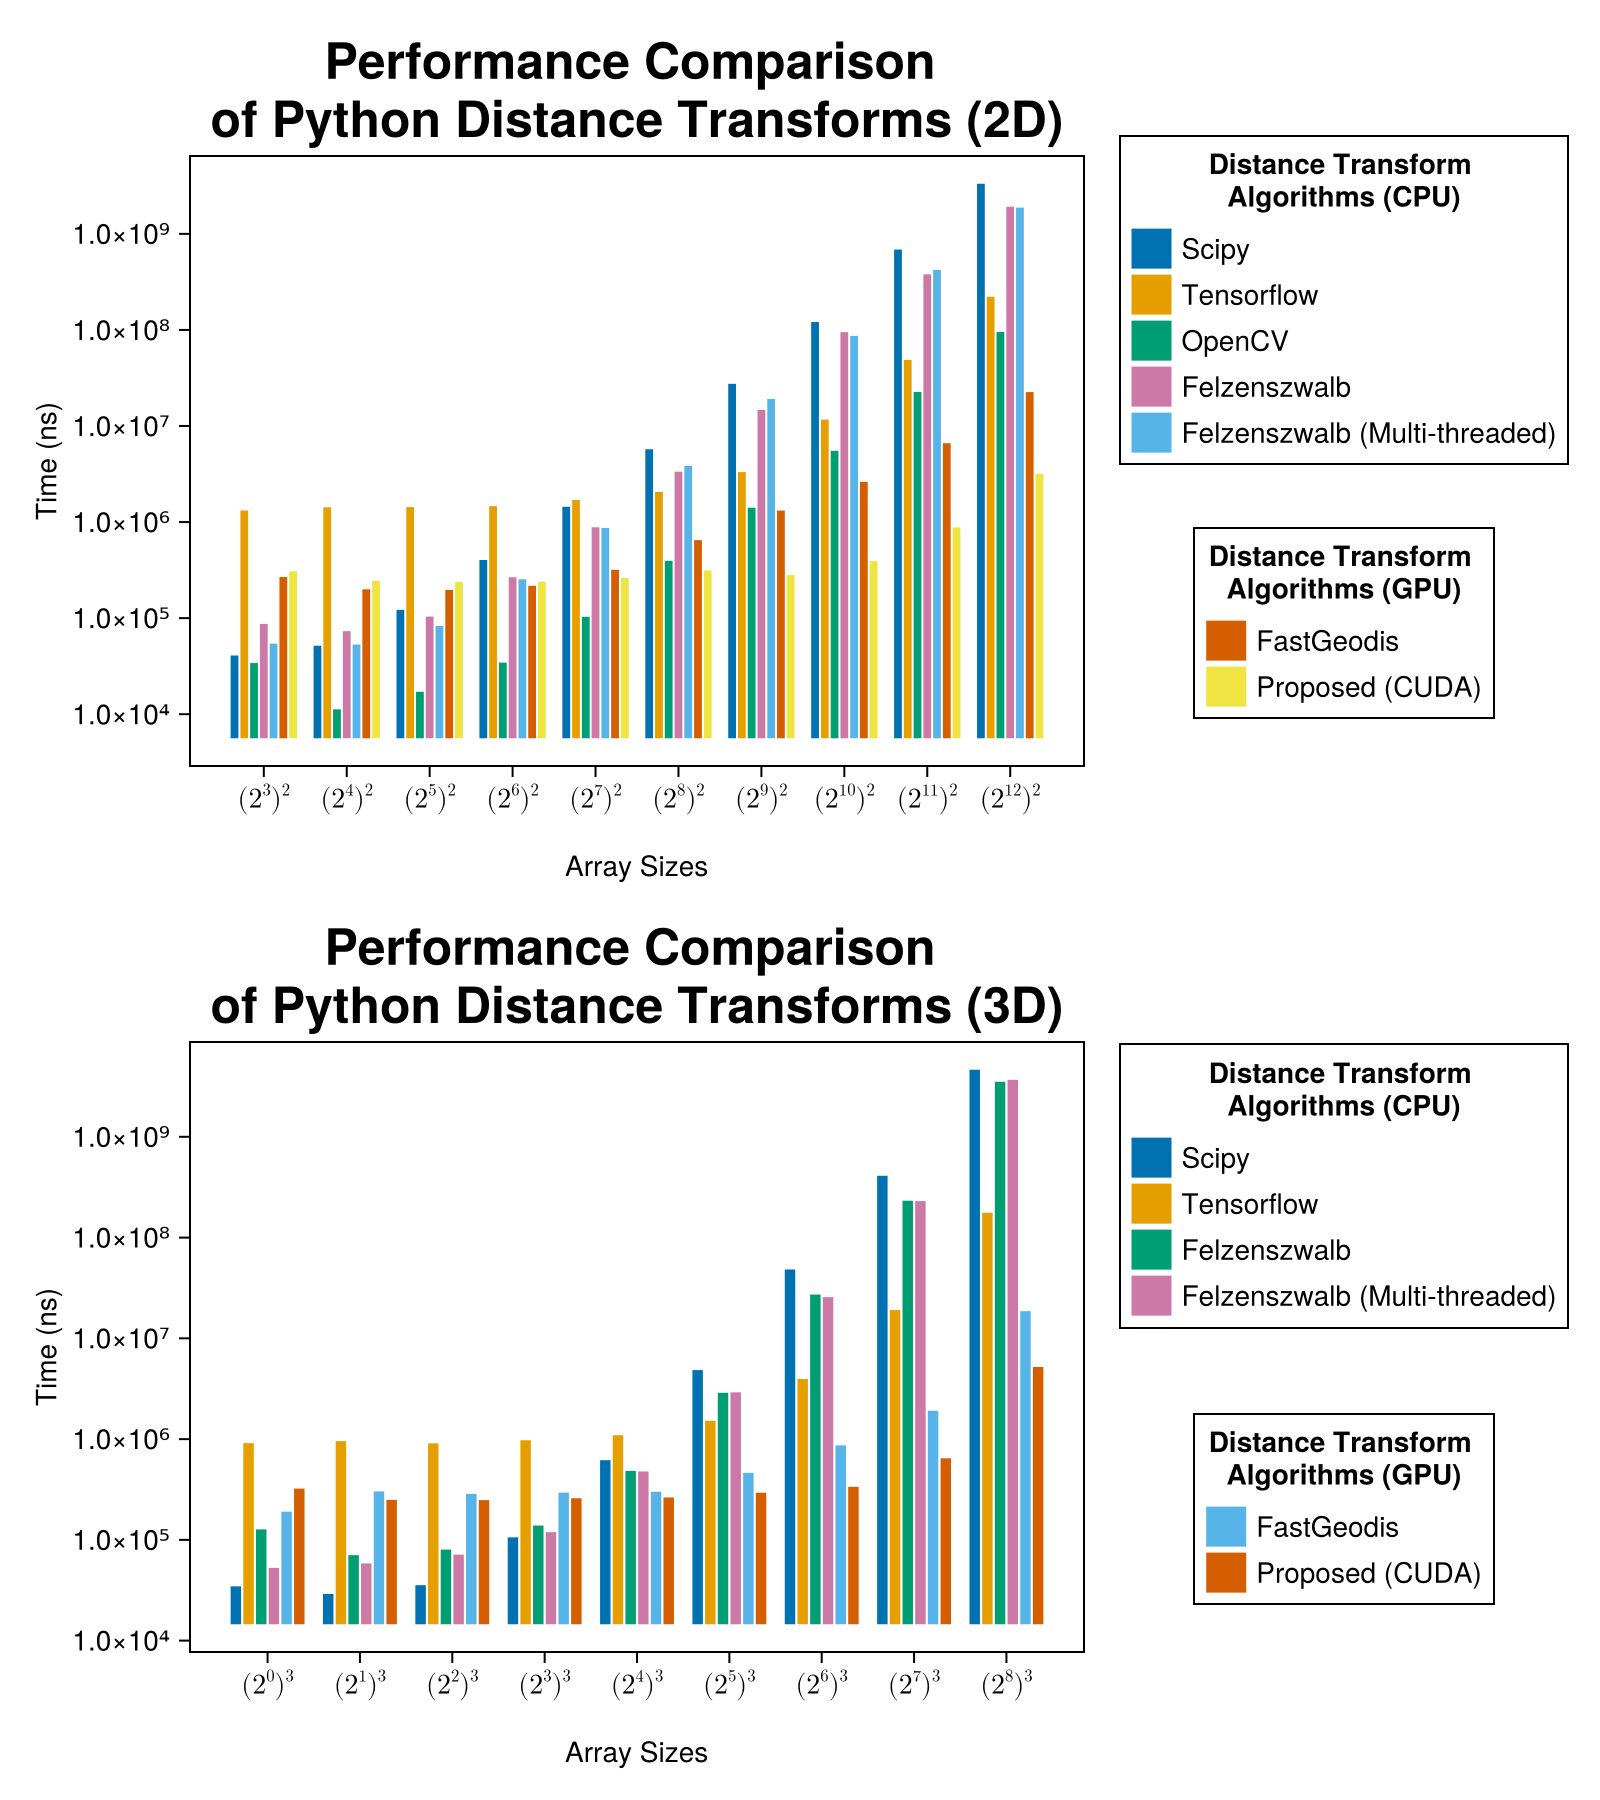 Performance Comparison
of Python Distance Transforms (2D)
Time (ns)
1.0×10⁹
1.0×10⁸
1.0×10⁷
1.0×10⁶
1.0×10⁵
1.0×10⁴
(2³)² (2⁴)² (2⁵)² (2⁶)² (2⁷)² (2⁸)² (2⁹)² (2¹⁰)² (2¹¹)² (2¹²)²
Array Sizes
Distance Transform
Algorithms (CPU)
Scipy
Tensorflow
OpenCV
Felzenszwalb
Felzenszwalb (Multi-threaded)
Distance Transform
Algorithms (GPU)
FastGeodis
Proposed (CUDA)
Performance Comparison
of Python Distance Transforms (3D)
Time (ns)
1.0×10⁹
1.0×10⁸
1.0×10⁷
1.0×10⁶
1.0×10⁵
1.0×10⁴
(2⁰)³ (2¹)³ (2²)³ (2³)³ (2⁴)³ (2⁵)³ (2⁶)³ (2⁷)³ (2⁸)³
Array Sizes
Distance Transform
Algorithms (CPU)
Scipy
Tensorflow
Felzenszwalb
Felzenszwalb (Multi-threaded)
Distance Transform
Algorithms (GPU)
FastGeodis
Proposed (CUDA)